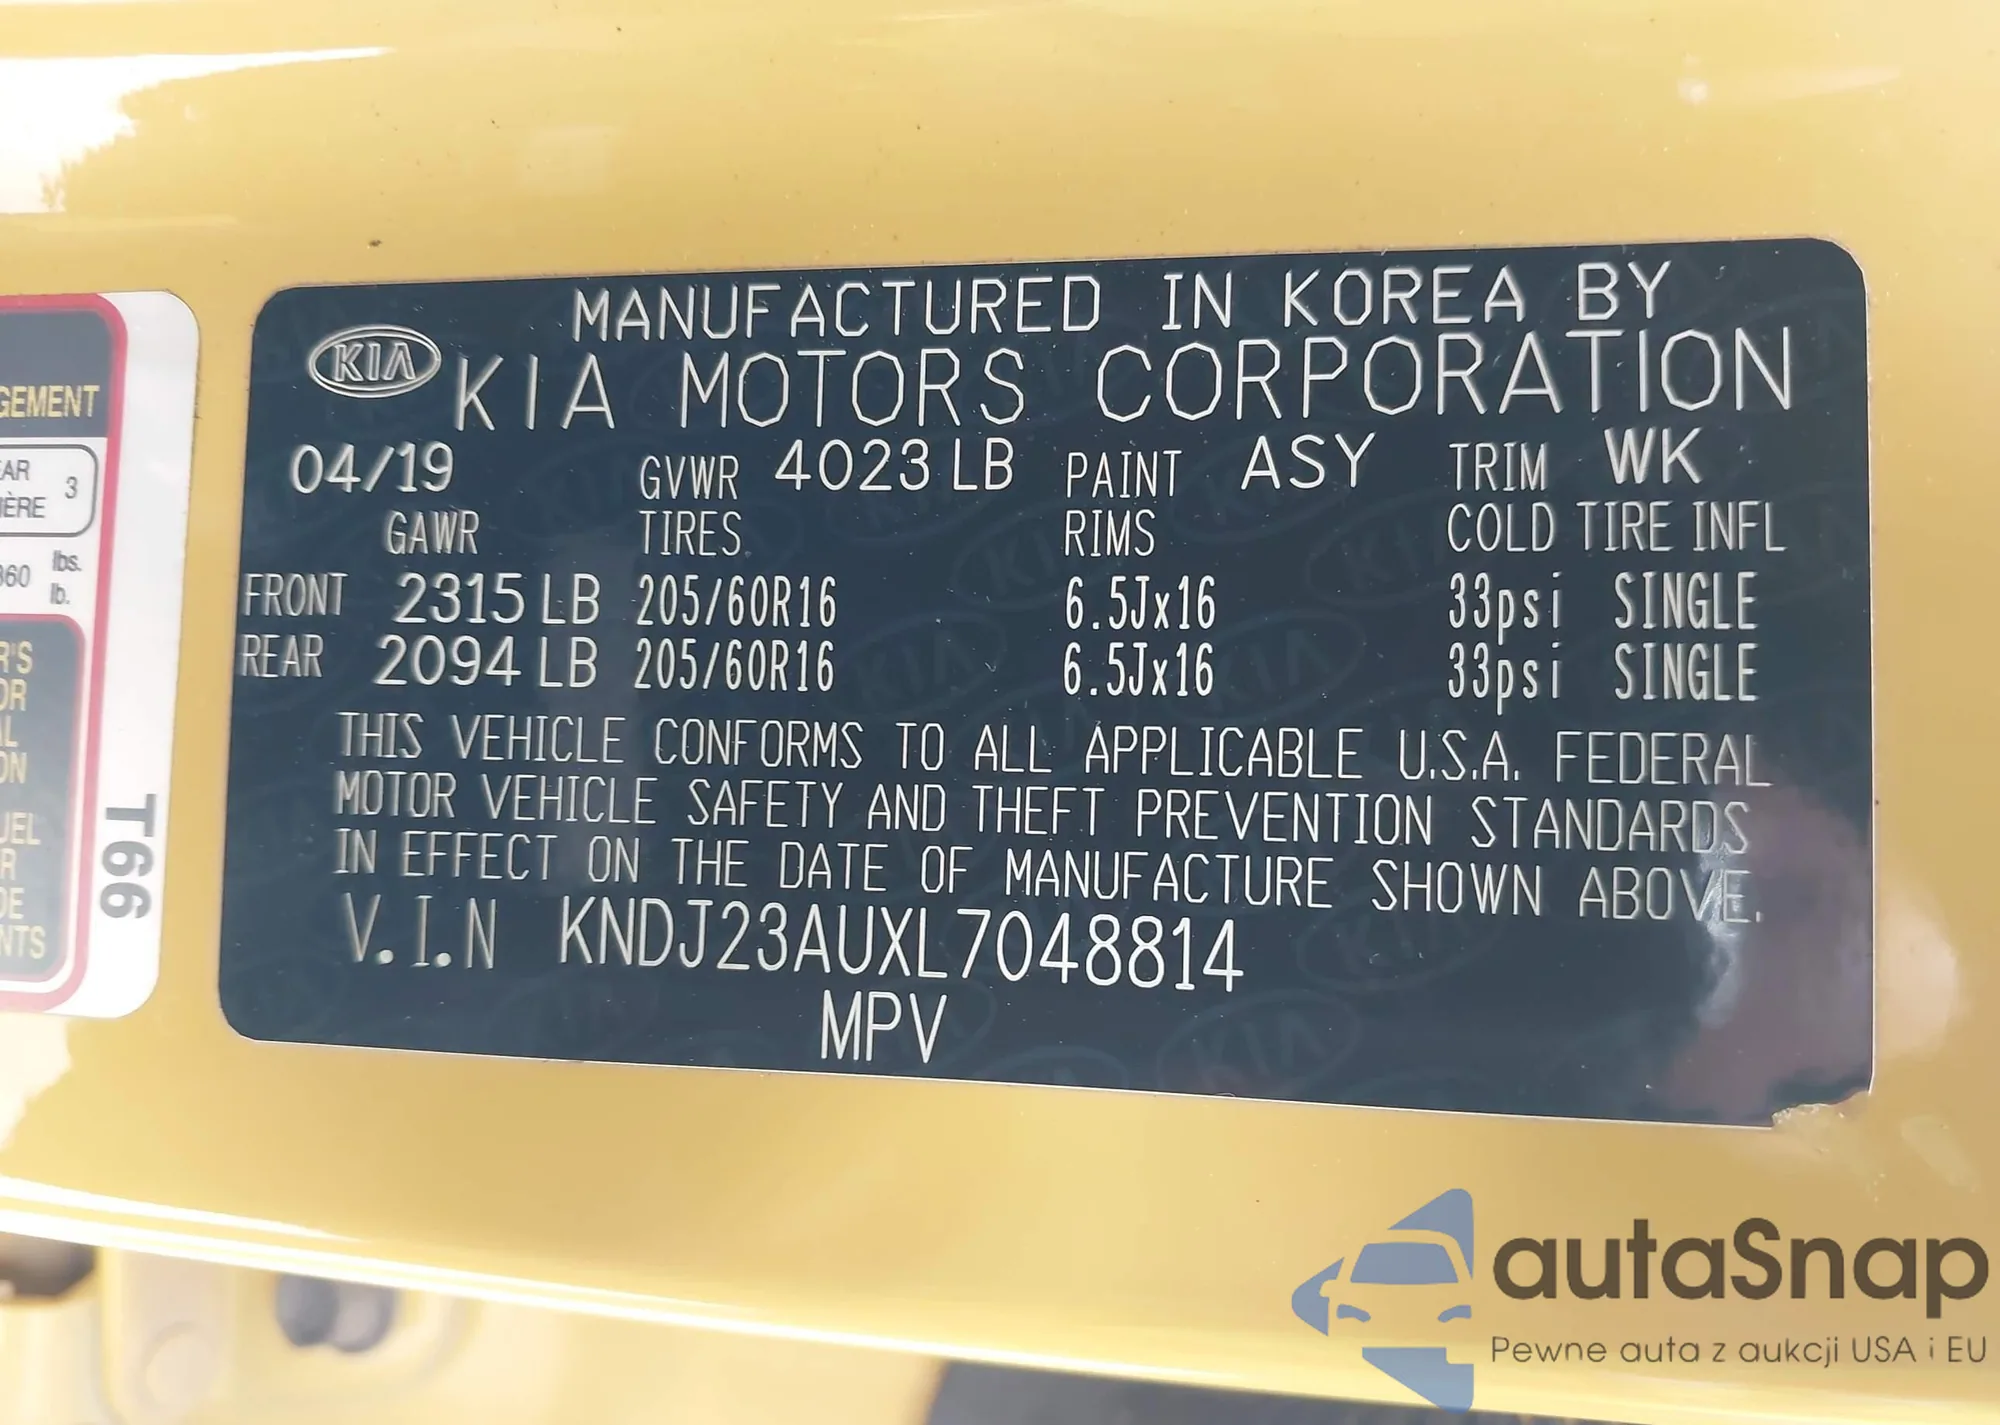 MANUFACTURED IN KOREA BY
KIA KIA MOTORS CORPORATION
04/19 GVWR 4023 LB PAINT ASY TRIM WK
GAWR TIRES RIMS COLD TIRE INFL
FRONT 2315 LB 205/60R16 6.5Jx16 33psi SINGLE
REAR 2094 LB 205/60R16 6.5Jx16 33psi SINGLE
THIS VEHICLE CONFORMS TO ALL APPLICABLE U.S.A. FEDERAL
MOTOR VEHICLE SAFETY AND THEFT PREVENTION STANDARDS
IN EFFECT ON THE DATE OF MANUFACTURE SHOWN ABOVE.
V.I.N KNDJ23AUXL7048814
MPV
3
lbs.
lb.
T66
autaSnap
Pewne auta z aukcji USA i EU